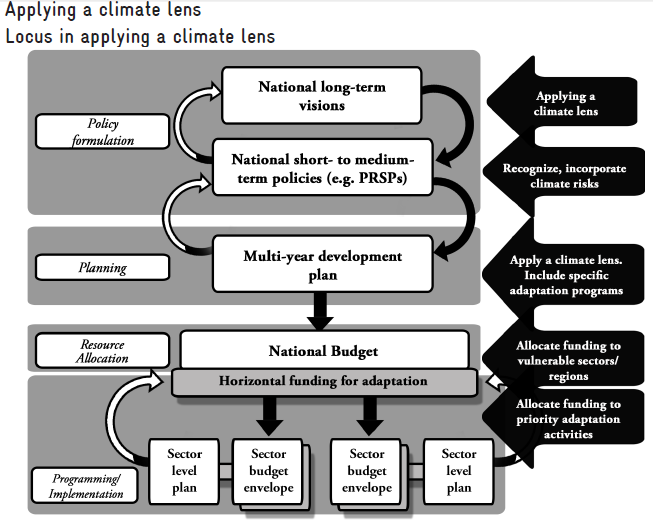 Applying a climate lens
Locus in applying a climate lens
National long-term
visions
Applying a
climate lens
Policy
formulation
National short- to medium-
term policies (e.g. PRSPs)
Recognize, incorporate
climate risks
Planning
Multi-year development
plan
Apply a climate lens.
Include specific
adaptation programs
Resource
Allocation
National Budget
Allocate funding to
vulnerable sectors/
regions
Horizontal funding for adaptation
Allocate funding to
priority adaptation
activities
Programming/
Implementation
Sector
level
plan
Sector
budget
envelope
Sector
budget
envelope
Sector
level
plan